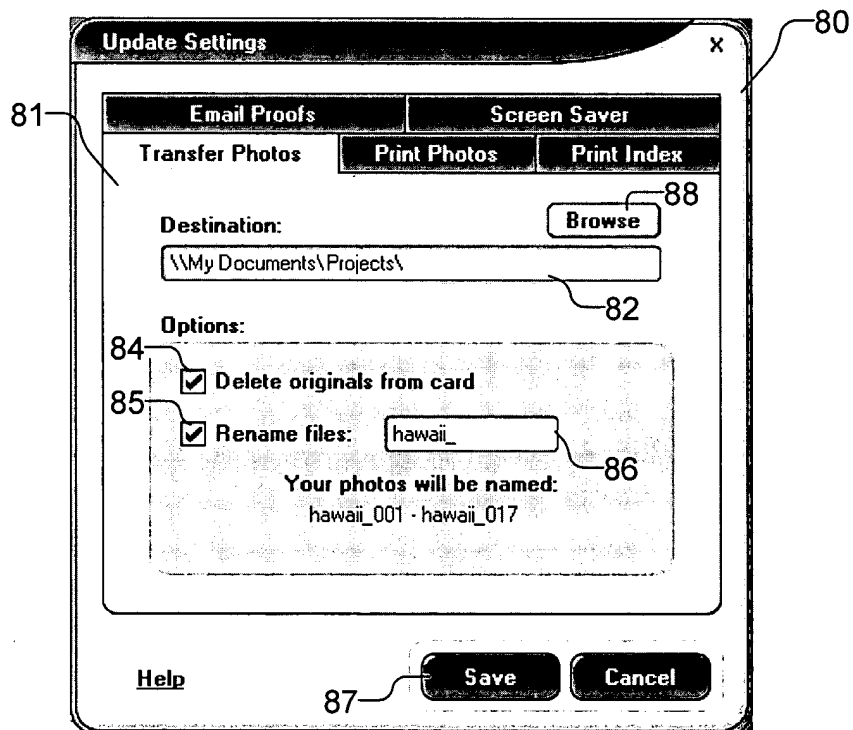 80
Update Settings x
81
Email Proofs Screen Saver
Transfer Photos Print Photos Print Index
88
Destination: Browse
\\My Documents\Projects\
82
Options:
84
Delete originals from card
85
Rename files: hawaii_
86
Your photos will be named:
hawaii_001 - hawaii_017
Help Save Cancel
87